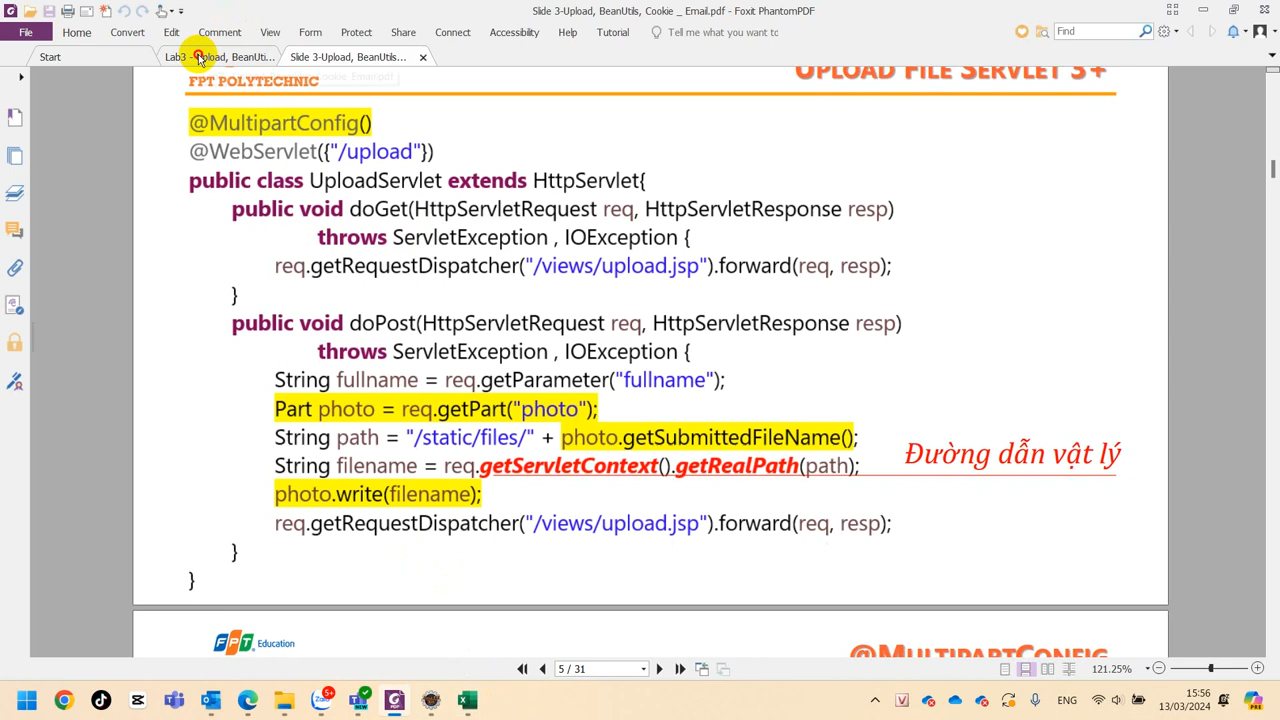 Slide 3-Upload, BeanUtils, Cookie _ Email.pdf - Foxit PhantomPDF
File Home Convert Edit Comment View Form Protect Share Connect Accessibility Help Tutorial Tell me what you want to Find
Start Lab3 - Upload, BeanUti... Slide 3-Upload, BeanUtils...
FPT POLYTECHNIC
UPLOAD FILE SERVLET 3+
@MultipartConfig()
@WebServlet({"/upload"})
public class UploadServlet extends HttpServlet{
public void doGet(HttpServletRequest req, HttpServletResponse resp)
throws ServletException , IOException {
req.getRequestDispatcher("/views/upload.jsp").forward(req, resp);
}
public void doPost(HttpServletRequest req, HttpServletResponse resp)
throws ServletException , IOException {
String fullname = req.getParameter("fullname");
Part photo = req.getPart("photo");
String path = "/static/files/" + photo.getSubmittedFileName();
String filename = req.getServletContext().getRealPath(path);
Đường dẫn vật lý
photo.write(filename);
req.getRequestDispatcher("/views/upload.jsp").forward(req, resp);
}
}
FPT Education
@MULTIPARTCONFIG
5 / 31
121.25%
ENG
15:56
13/03/2024